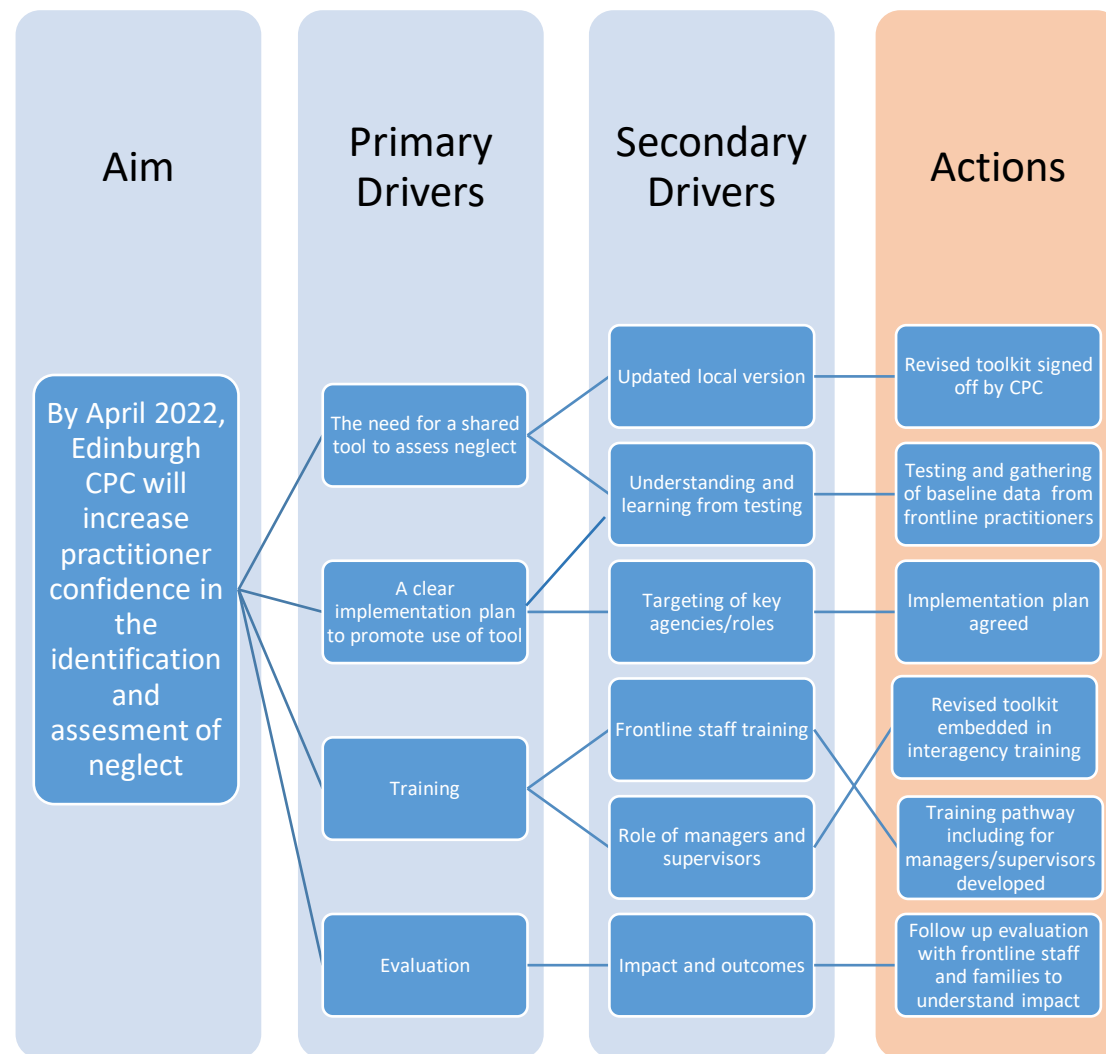 Aim
Primary
Drivers
Secondary
Drivers
Actions
By April 2022,
Edinburgh
CPC will
increase
practitioner
confidence in
the
identification
and
assesment of
neglect
The need for a shared
tool to assess neglect
A clear
implementation plan
to promote use of tool
Training
Evaluation
Updated local version
Understanding and
learning from testing
Targeting of key
agencies/roles
Frontline staff training
Role of managers and
supervisors
Impact and outcomes
Revised toolkit signed
off by CPC
Testing and gathering
of baseline data from
frontline practitioners
Implementation plan
agreed
Revised toolkit
embedded in
interagency training
Training pathway
including for
managers/supervisors
developed
Follow up evaluation
with frontline staff
and families to
understand impact